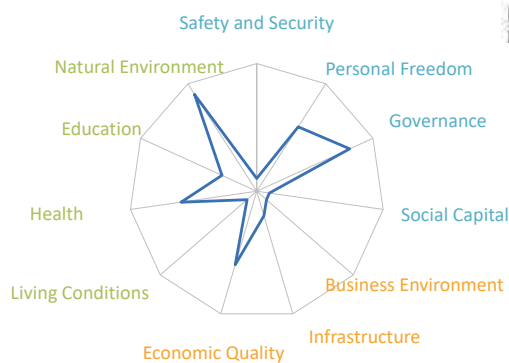 Safety and Security
Natural Environment
Personal Freedom
Education
Governance
Health
Social Capital
Living Conditions
Business Environment
Infrastructure
Economic Quality